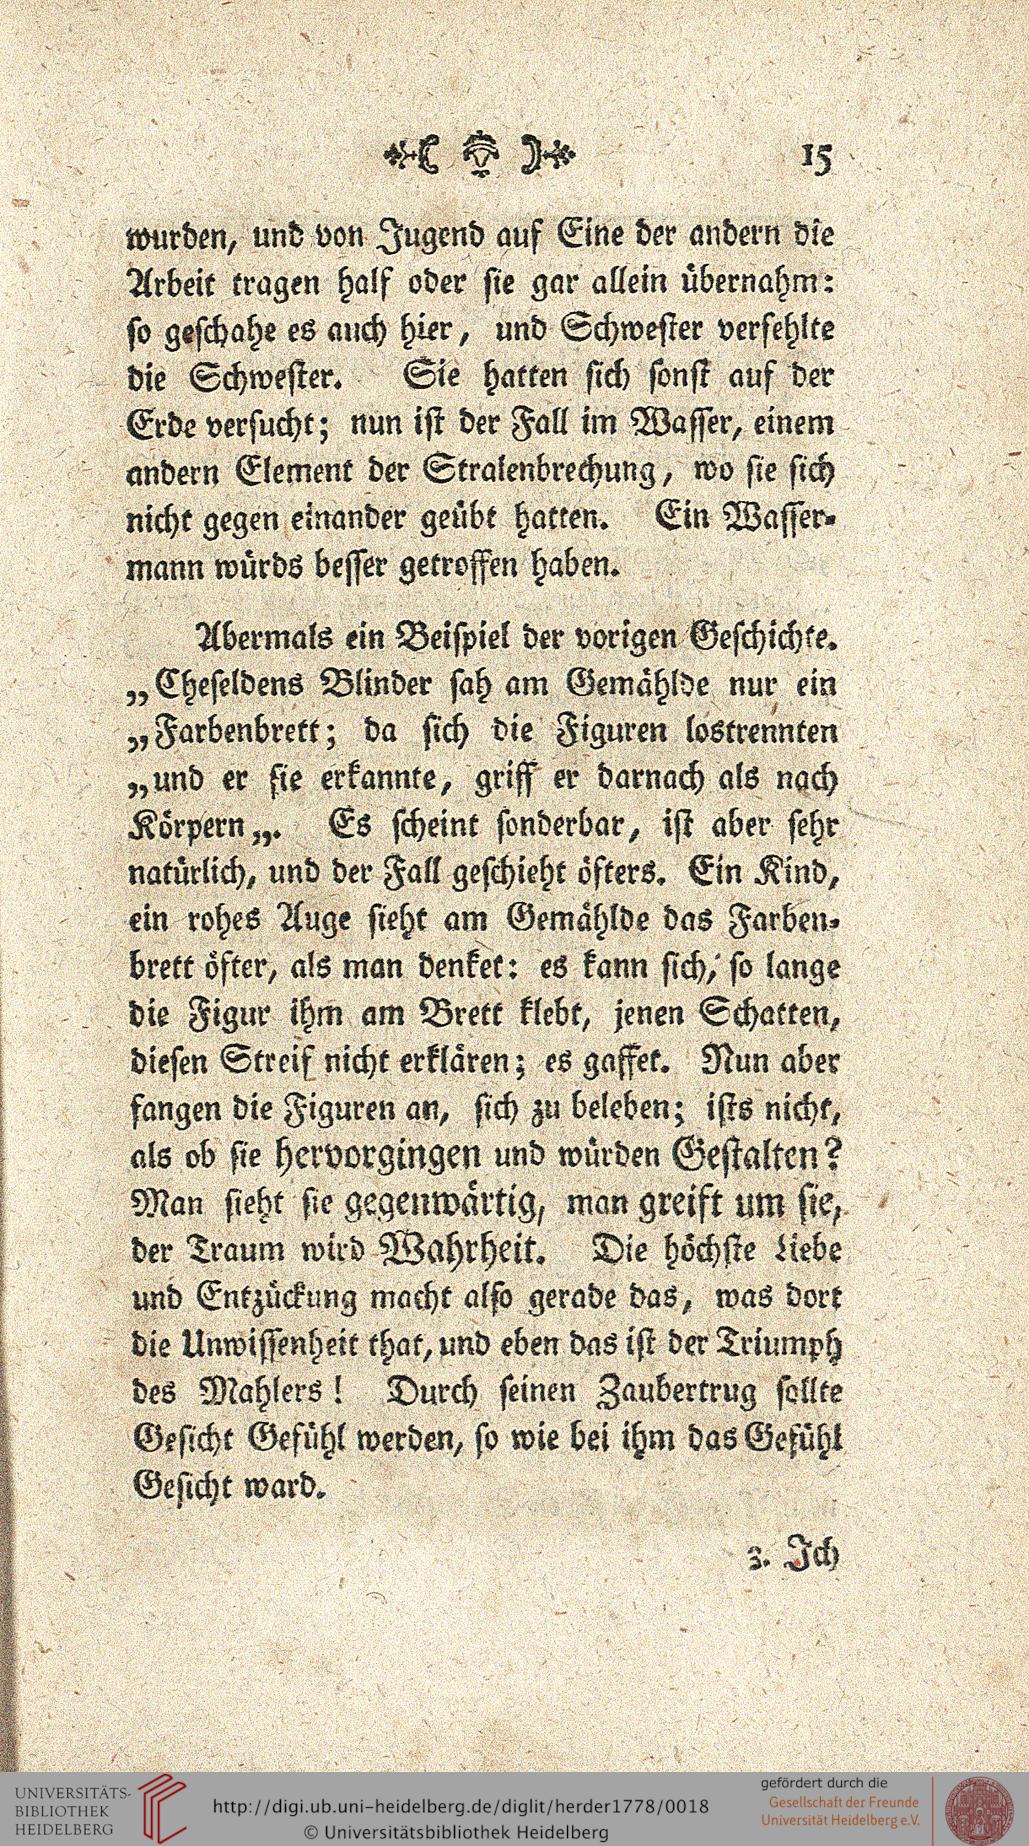 15
wurden, und von Jugend auf Eine der andern die
Arbeit tragen half oder sie gar allein übernahm:
so geschahe es auch hier, und Schwester verfehlte
die Schwester. Sie hatten sich sonst auf der
Erde versucht; nun ist der Fall im Wasser, einem
andern Element der Stralenbrechung, wo sie sich
nicht gegen einander geübt hatten. Ein Wasser-
mann würds besser getroffen haben.
Abermals ein Beispiel der vorigen Geschichte.
„Cheseldens Blinder sah am Gemählde nur ein
„Farbenbrett; da sich die Figuren lostrennten
„und er sie erkannte, griff er darnach als nach
Körpern„. Es scheint sonderbar, ist aber sehr
natürlich, und der Fall geschieht öfters. Ein Kind,
ein rohes Auge sieht am Gemählde das Farben-
brett öfter, als man denket: es kann sich, so lange
die Figur ihm am Brett klebt, jenen Schatten,
diesen Streif nicht erklären; es gaffet. Nun aber
fangen die Figuren an, sich zu beleben; ists nicht,
als ob sie hervorgingen und würden Gestalten?
Man sieht sie gegenwärtig, man greift um sie,
der Traum wird Wahrheit. Die höchste Liebe
und Entzückung macht also gerade das, was dort
die Unwissenheit that, und eben das ist der Triumph
des Mahlers! Durch seinen Zaubertrug sollte
Gesicht Gefühl werden, so wie bei ihm das Gefühl
Gesicht ward.
3. Ich
UNIVERSITÄTS-
BIBLIOTHEK
HEIDELBERG
http://digi.ub.uni-heidelberg.de/diglit/herder1778/0018
© Universitätsbibliothek Heidelberg
gefördert durch die
Gesellschaft der Freunde
Universität Heidelberg e.V.